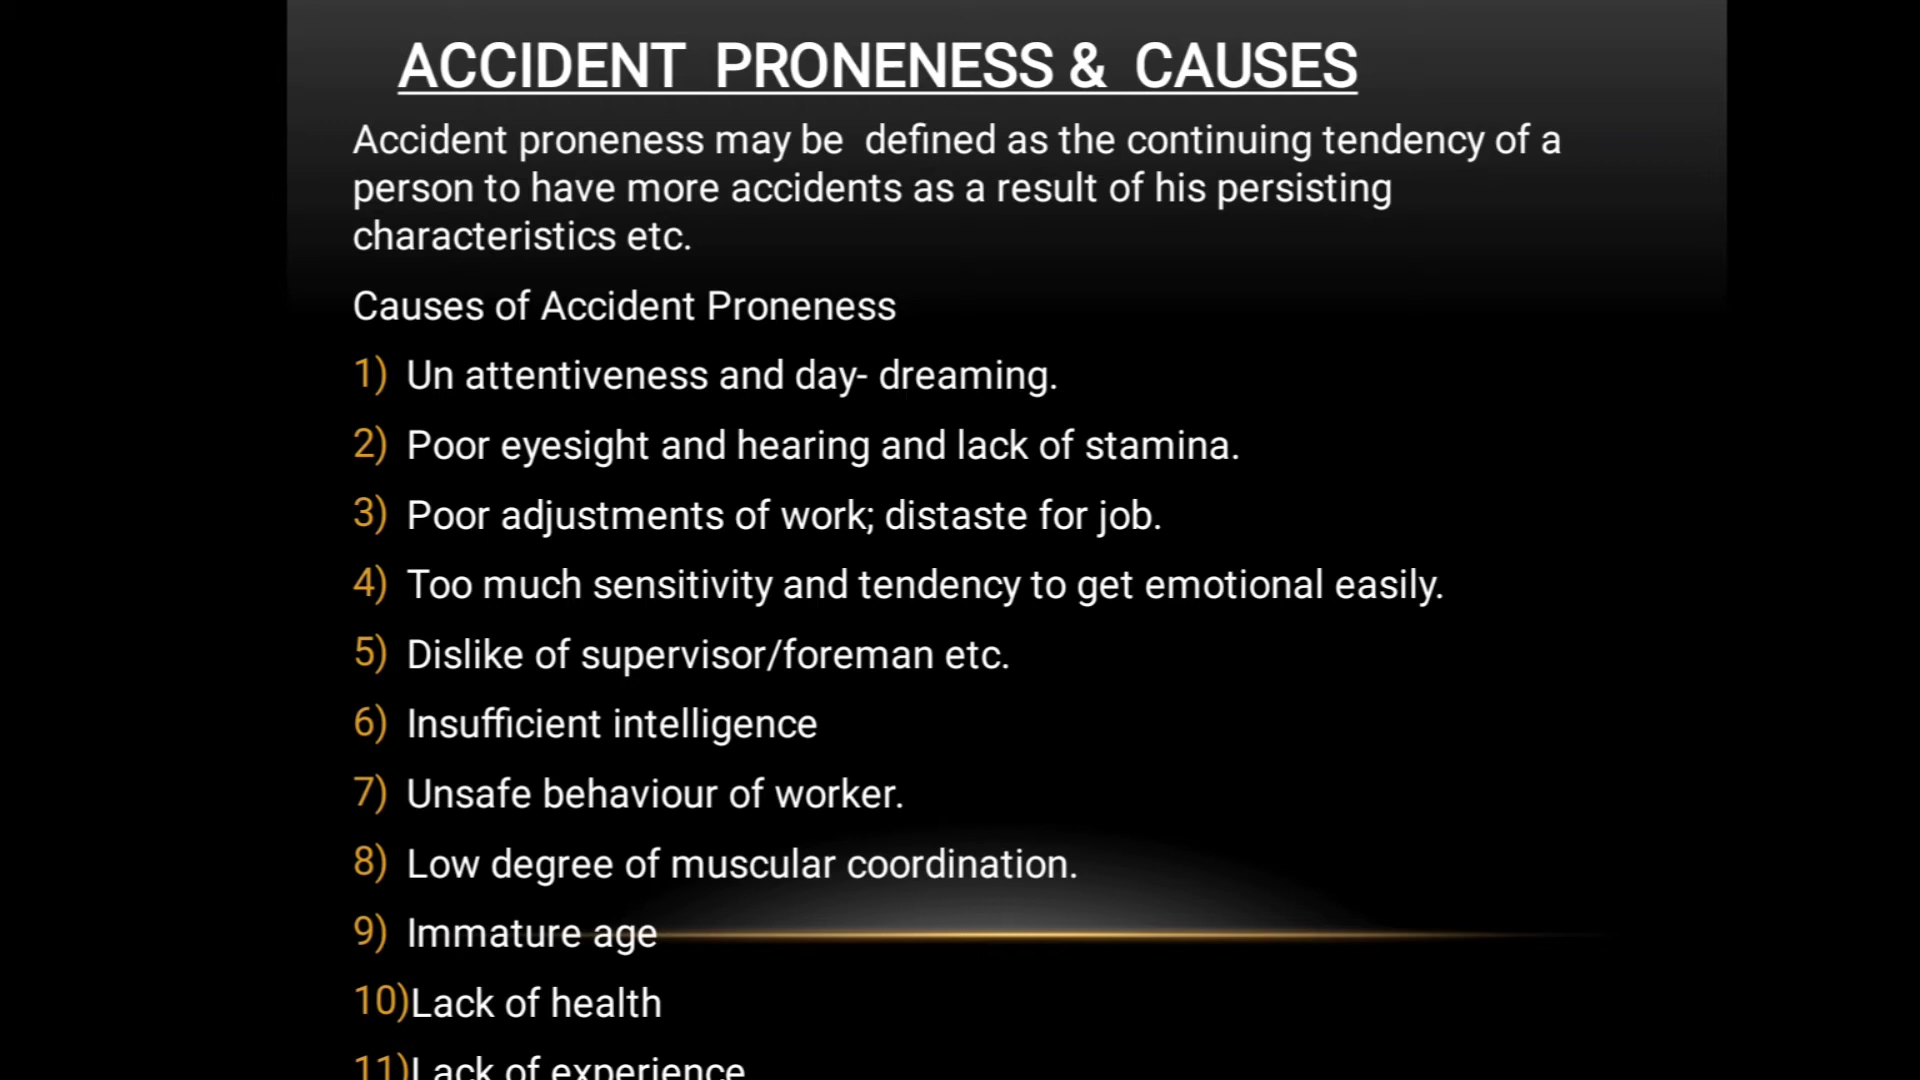 ACCIDENT PRONENESS & CAUSES
Accident proneness may be defined as the continuing tendency of a
person to have more accidents as a result of his persisting
characteristics etc.
Causes of Accident Proneness
1) Un attentiveness and day- dreaming.
2) Poor eyesight and hearing and lack of stamina.
3) Poor adjustments of work; distaste for job.
4) Too much sensitivity and tendency to get emotional easily.
5) Dislike of supervisor/foreman etc.
6) Insufficient intelligence
7) Unsafe behaviour of worker.
8) Low degree of muscular coordination.
9) Immature age
10)Lack of health
11)Lack of experience